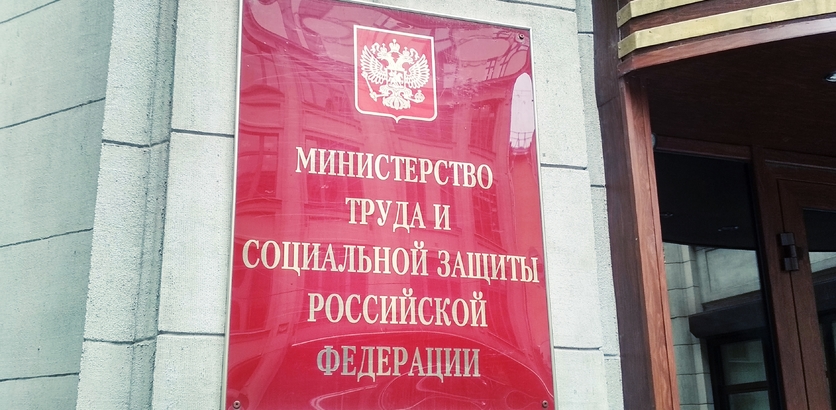 МИНИСТЕРСТВО
ТРУДА И
СОЦИАЛЬНОЙ ЗАЩИТЫ
РОССИЙСКОЙ
ФЕДЕРАЦИИ